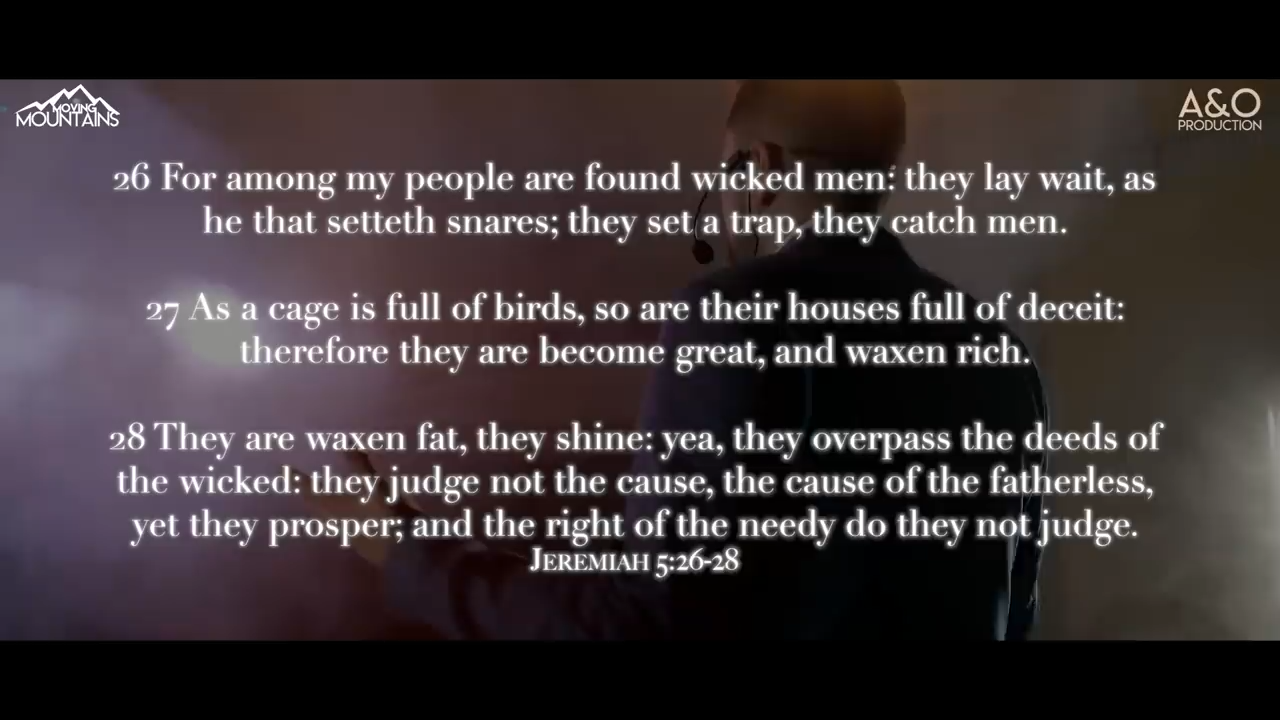 MOVING
MOUNTAINS
A&O
PRODUCTION
26 For among my people are found wicked men: they lay wait, as
he that setteth snares; they set a trap, they catch men.
27 As a cage is full of birds, so are their houses full of deceit:
therefore they are become great, and waxen rich.
28 They are waxen fat, they shine: yea, they overpass the deeds of
the wicked: they judge not the cause, the cause of the fatherless,
yet they prosper; and the right of the needy do they not judge.
JEREMIAH 5:26-28